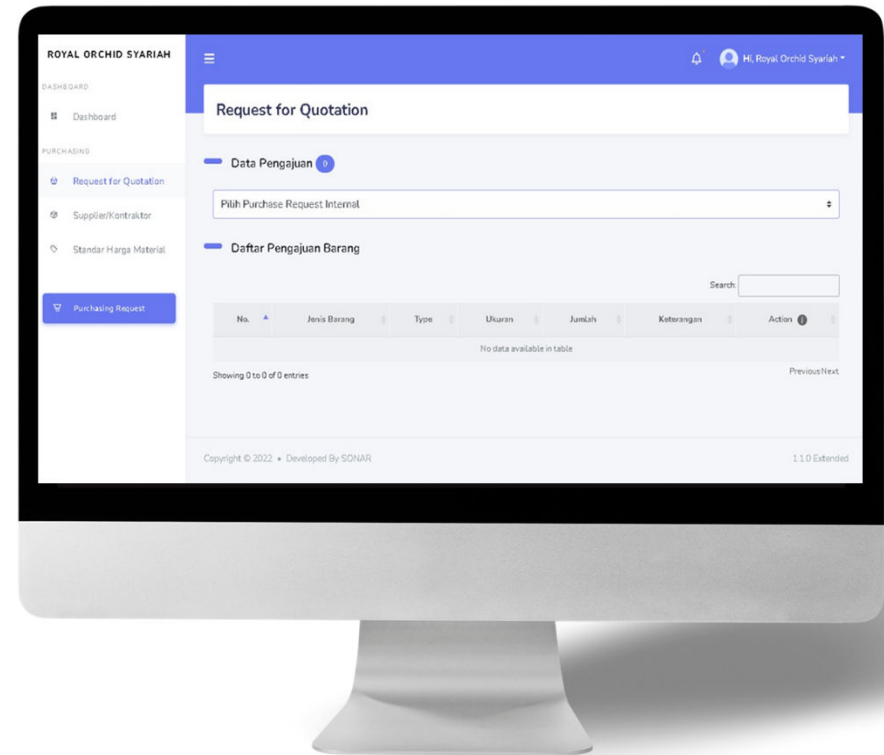 ROYAL ORCHID SYARIAH
Hi, Royal Orchid Syariah
DASHBOARD
Dashboard
PURCHASING
Request for Quotation
Supplier/Kontraktor
Standar Harga Material
Purchasing Request
Request for Quotation
Data Pengajuan 0
Pilih Purchase Request Internal
Daftar Pengajuan Barang
Search:
No. Jenis Barang Type Ukuran Jumlah Keterangan Action
No data available in table
Showing 0 to 0 of 0 entries
Previous Next
Copyright © 2022 • Developed By SONAR
1.1.0 Extended